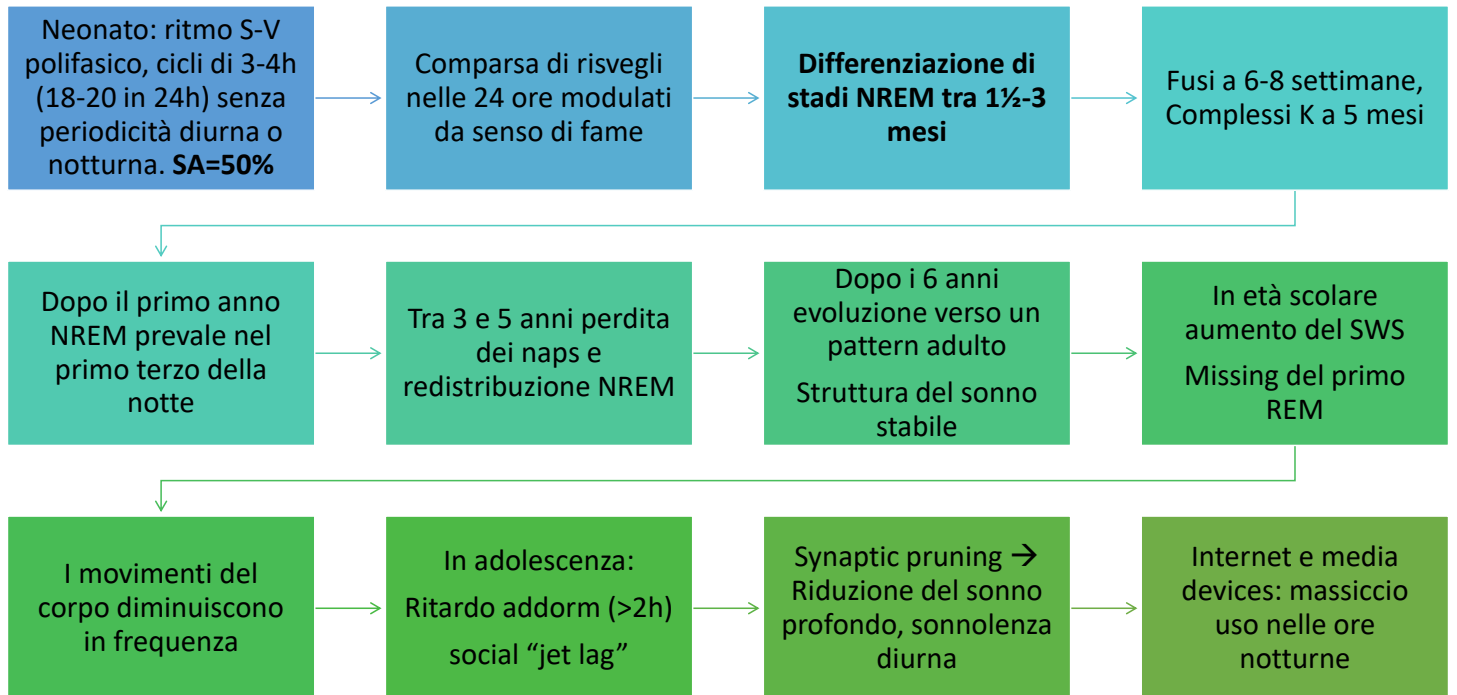 Neonato: ritmo S-V
polifasico, cicli di 3-4h
(18-20 in 24h) senza
periodicità diurna o
notturna. SA=50%
Comparsa di risvegli
nelle 24 ore modulati
da senso di fame
Differenziazione di
stadi NREM tra 1½-3
mesi
Fusi a 6-8 settimane,
Complessi K a 5 mesi
Dopo il primo anno
NREM prevale nel
primo terzo della
notte
Tra 3 e 5 anni perdita
dei naps e
redistribuzione NREM
Dopo i 6 anni
evoluzione verso un
pattern adulto
Struttura del sonno
stabile
In età scolare
aumento del SWS
Missing del primo
REM
I movimenti del
corpo diminuiscono
in frequenza
In adolescenza:
Ritardo addorm (>2h)
social “jet lag”
Synaptic pruning →
Riduzione del sonno
profondo, sonnolenza
diurna
Internet e media
devices: massiccio
uso nelle ore
notturne